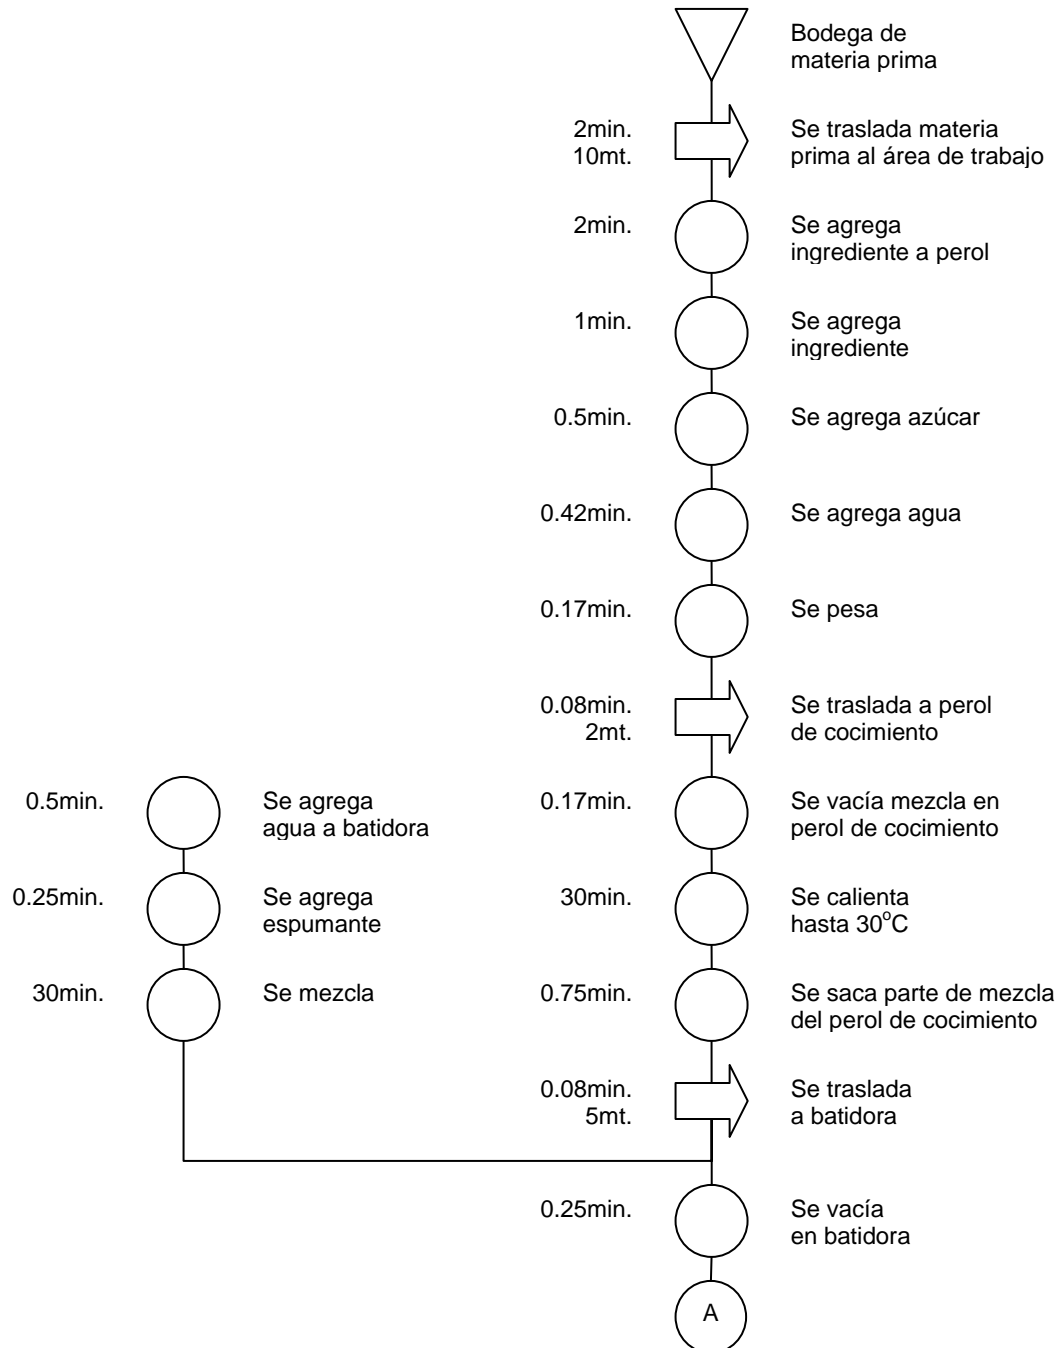 Bodega de
materia prima
2min.
10mt.
Se traslada materia
prima al área de trabajo
2min.
Se agrega
ingrediente a perol
1min.
Se agrega
ingrediente
0.5min.
Se agrega azúcar
0.42min.
Se agrega agua
0.17min.
Se pesa
0.08min.
2mt.
Se traslada a perol
de cocimiento
0.5min.
Se agrega
agua a batidora
0.17min.
Se vacía mezcla en
perol de cocimiento
0.25min.
Se agrega
espumante
30min.
Se calienta
hasta 30°C
30min.
Se mezcla
0.75min.
Se saca parte de mezcla
del perol de cocimiento
0.08min.
5mt.
Se traslada
a batidora
0.25min.
Se vacía
en batidora
A